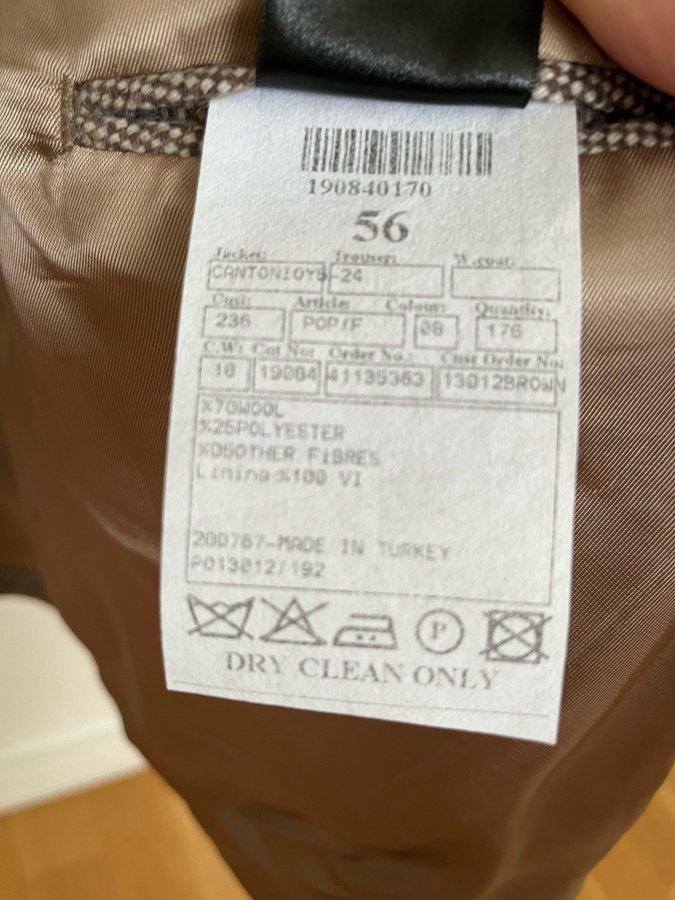 190840170
56
Jacket: Trouser: W.coat:
CANTONIOYS -24
Cust: Article: Colour: Quantity:
236 POP/F 08 176
C.W: Cut No: Order No.: Cust Order No:
18 19084 41135363 13012BROWN
%70WOOL
%25POLYESTER
%05OTHER FIBRES
Lining:%100 VI
200767-MADE IN TURKEY
PO13012/192
P
DRY CLEAN ONLY